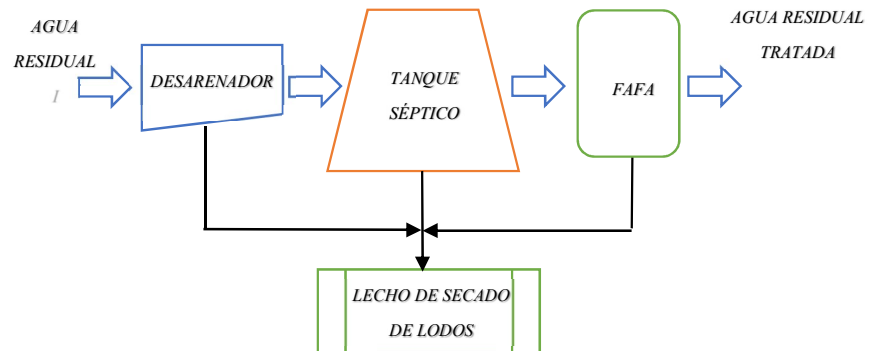 AGUA
RESIDUAL
I
DESARENADOR
TANQUE
SÉPTICO
FAFA
AGUA RESIDUAL
TRATADA
LECHO DE SECADO
DE LODOS